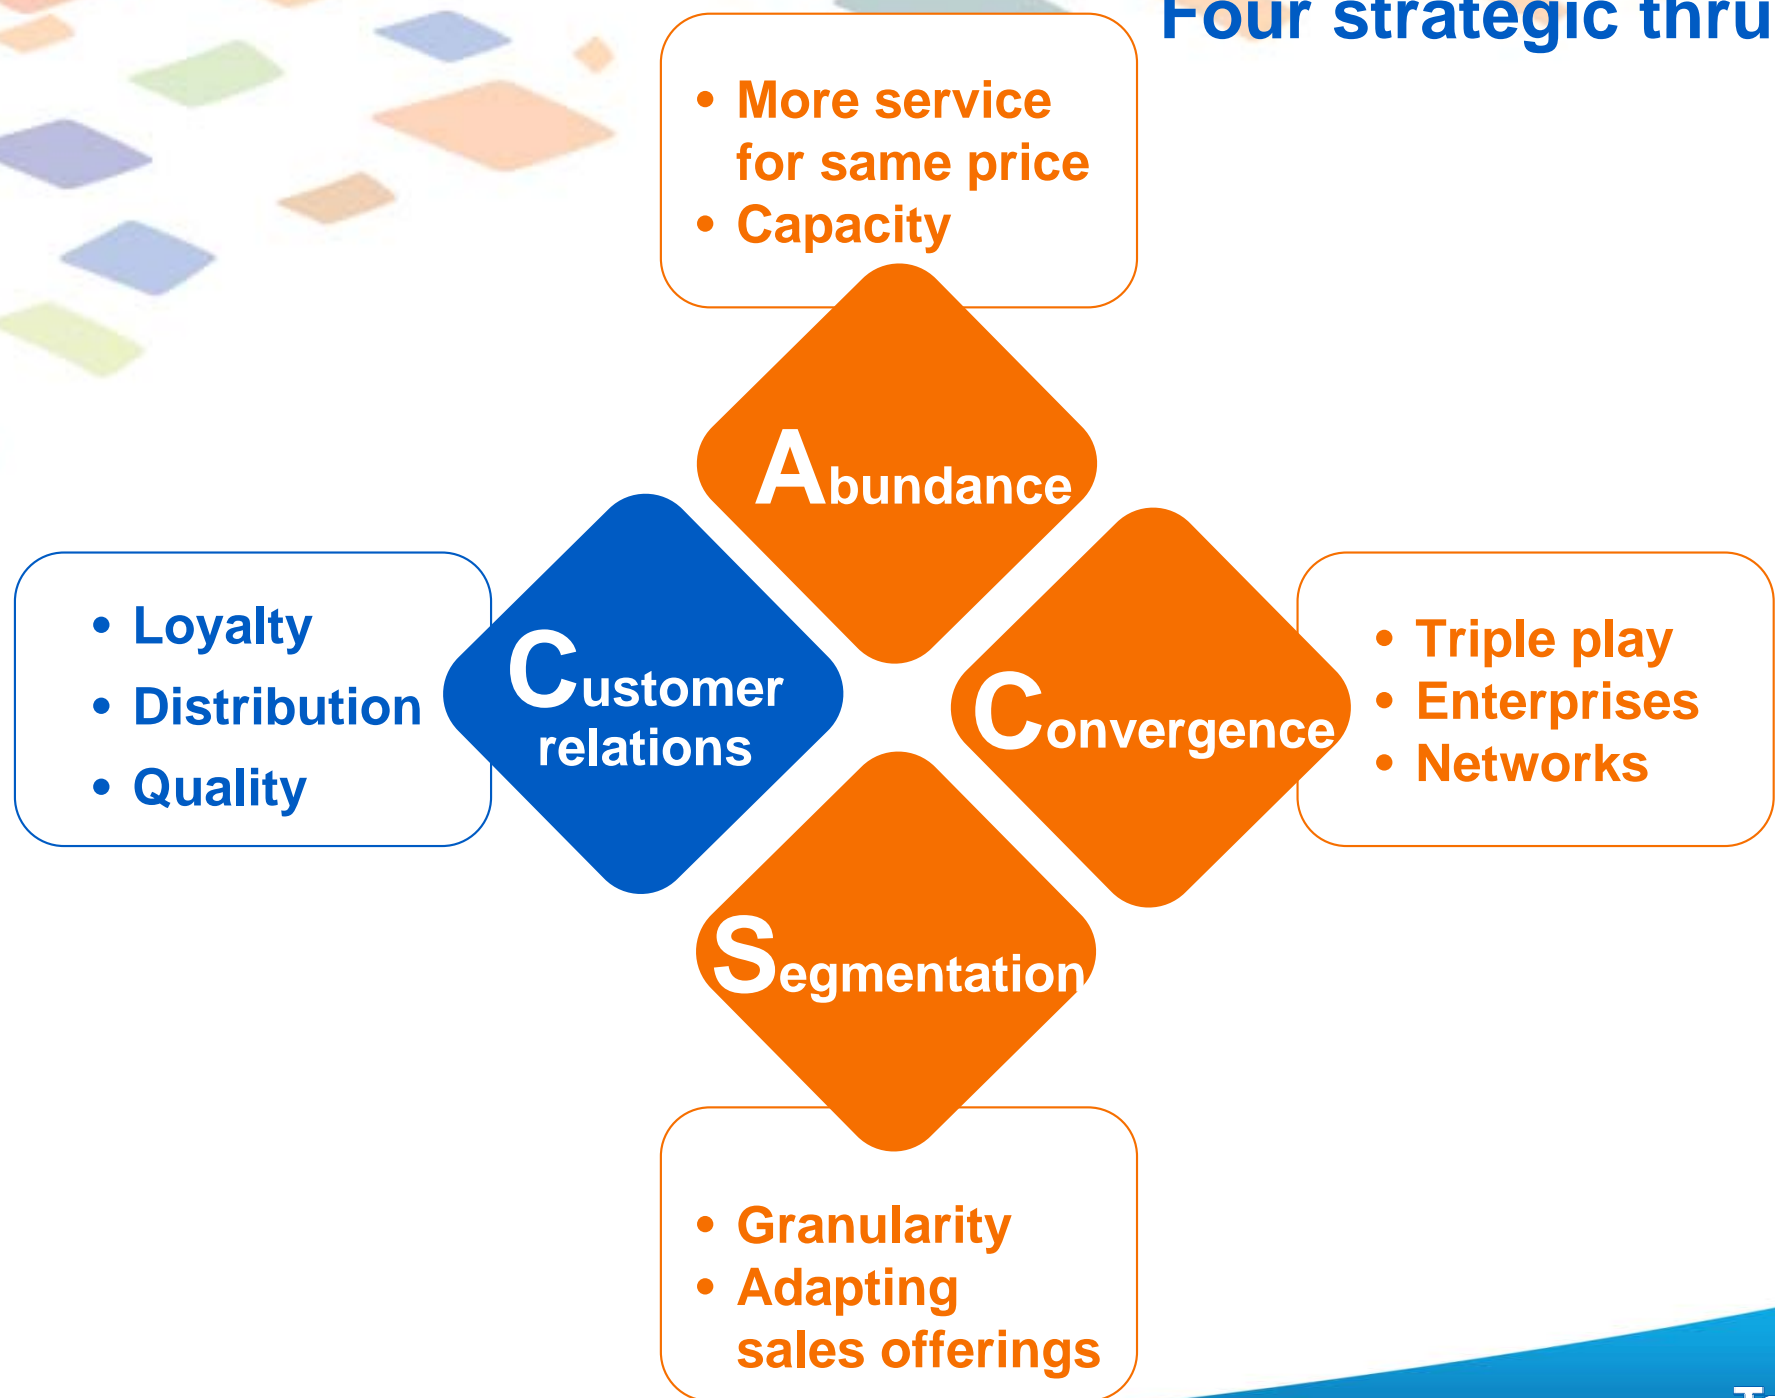 Four strategic thru
• More service
for same price
• Capacity
Abundance
• Loyalty
• Distribution
• Quality
Customer
relations
Convergence
• Triple play
• Enterprises
• Networks
Segmentation
• Granularity
• Adapting
sales offerings